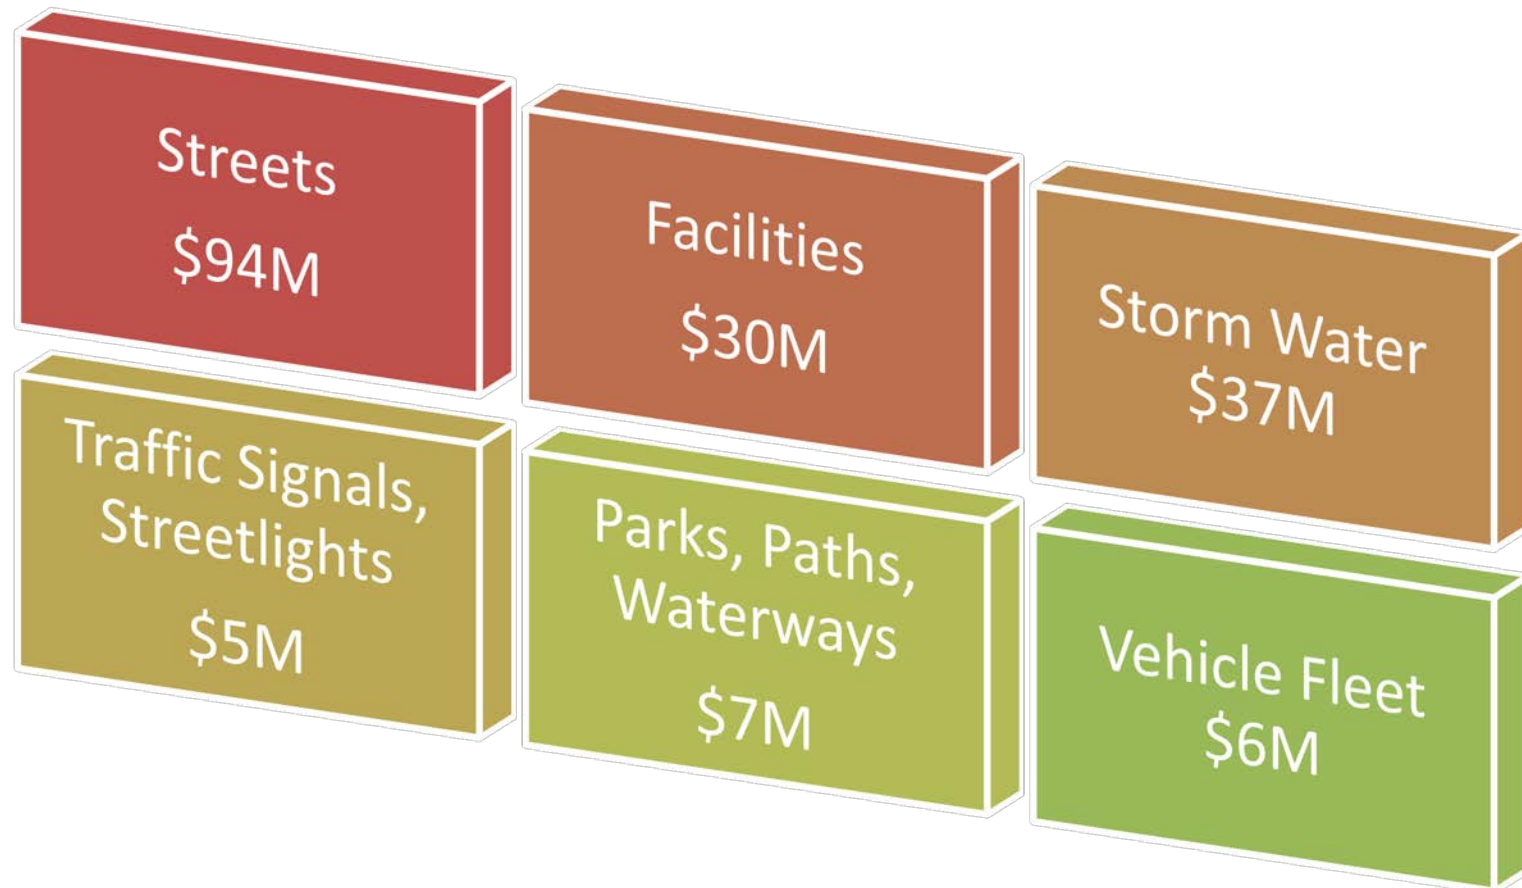 Streets
$94M
Facilities
$30M
Storm Water
$37M
Traffic Signals,
Streetlights
$5M
Parks, Paths,
Waterways
$7M
Vehicle Fleet
$6M